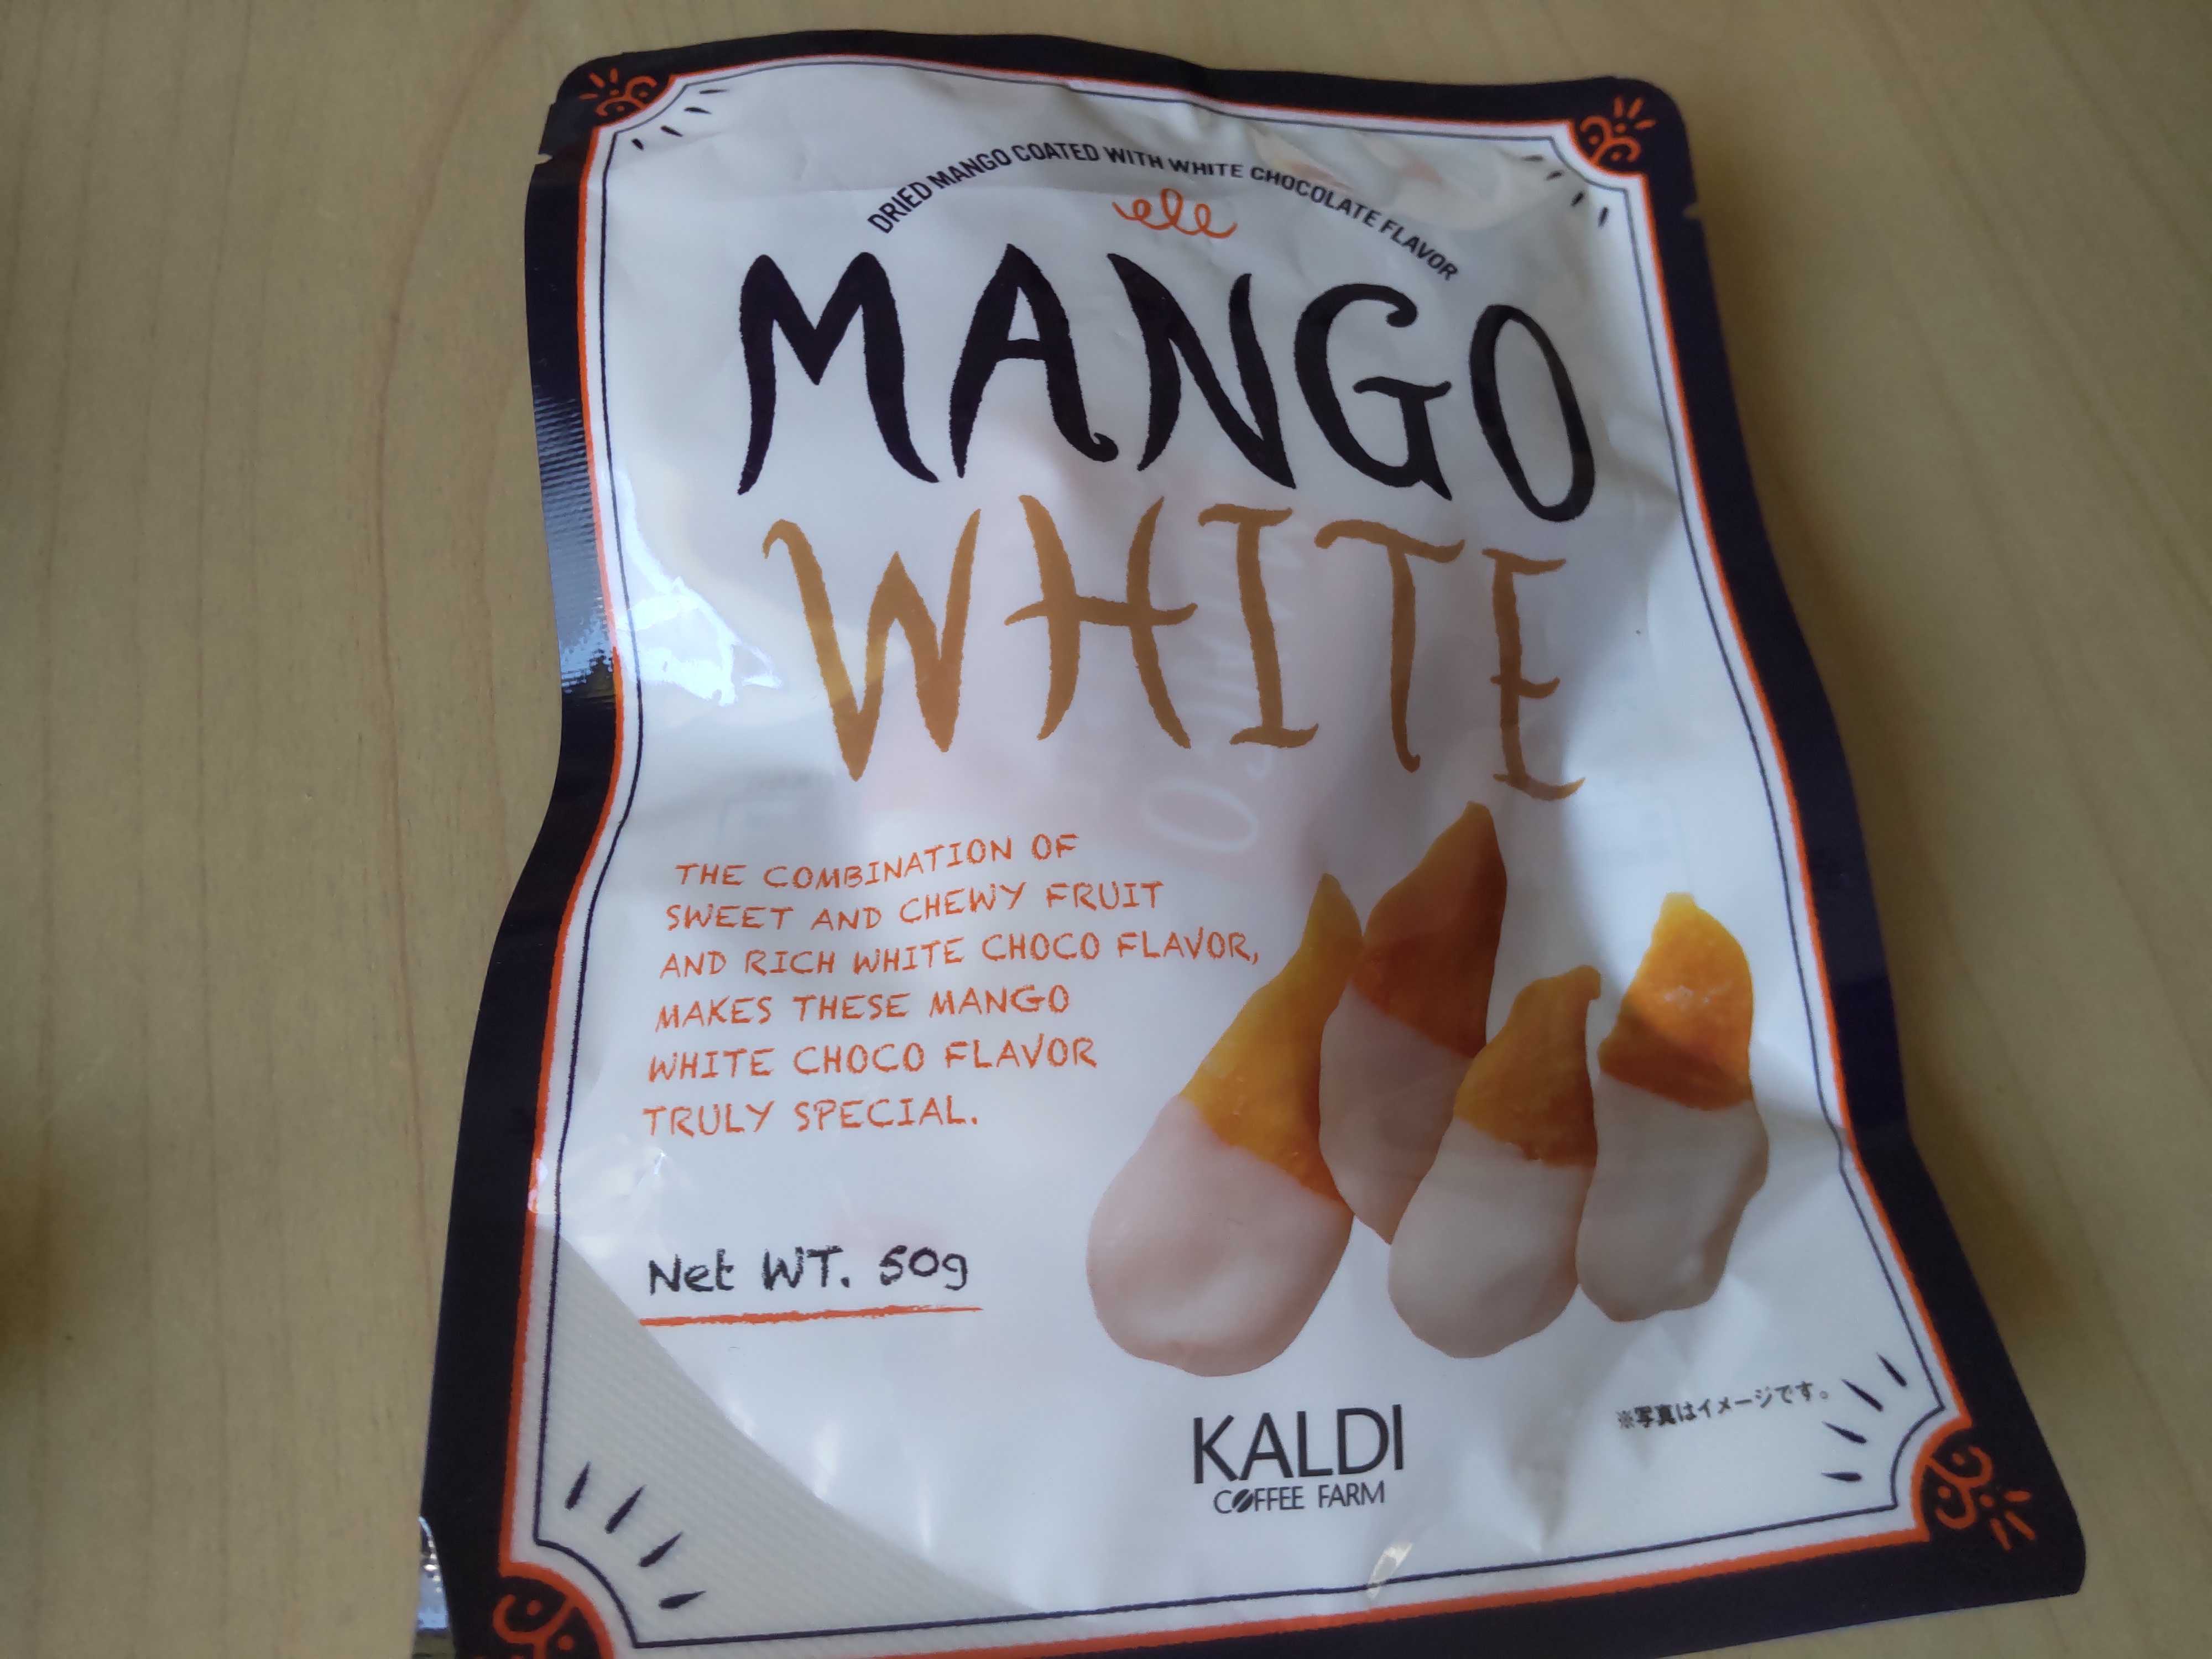 DRIED MANGO COATED WITH WHITE CHOCOLATE FLAVOR
MANGO
WHITE
THE COMBINATION OF
SWEET AND CHEWY FRUIT
AND RICH WHITE CHOCO FLAVOR,
MAKES THESE MANGO
WHITE CHOCO FLAVOR
TRULY SPECIAL.
Net WT. 50g
KALDI
COFFEE FARM
※写真はイメージです。